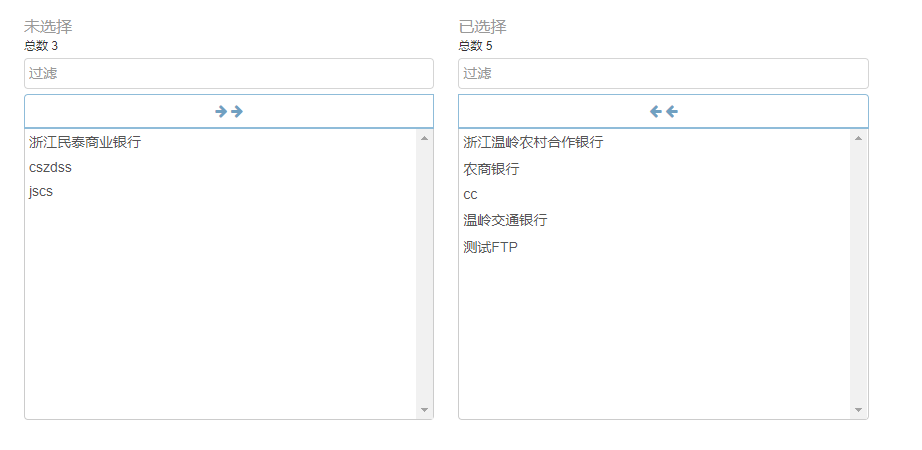 未选择
总数 3
过滤
浙江民泰商业银行
cszdss
jscs
已选择
总数 5
过滤
浙江温岭农村合作银行
农商银行
cc
温岭交通银行
测试FTP